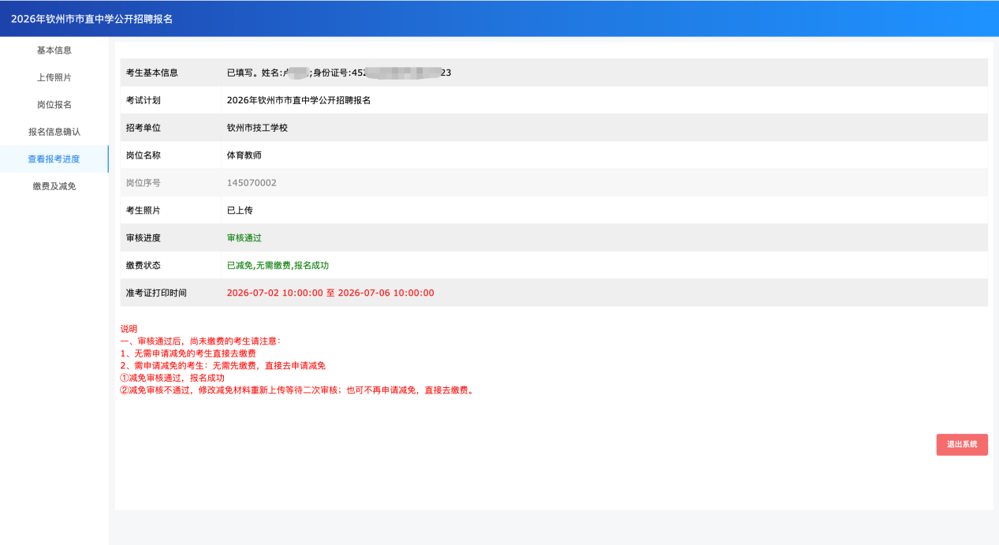 2026年钦州市市直中学公开招聘报名
基本信息
上传照片
岗位报名
报名信息确认
查看报考进度
缴费及减免
考生基本信息 已填写。姓名:卢 ;身份证号:452 23
考试计划 2026年钦州市市直中学公开招聘报名
招考单位 钦州市技工学校
岗位名称 体育教师
岗位序号 145070002
考生照片 已上传
审核进度 审核通过
缴费状态 已减免,无需缴费,报名成功
准考证打印时间 2026-07-02 10:00:00 至 2026-07-06 10:00:00
说明
一、审核通过后，尚未缴费的考生请注意：
1、无需申请减免的考生直接去缴费
2、需申请减免的考生：无需先缴费，直接去申请减免
①减免审核通过，报名成功
②减免审核不通过，修改减免材料重新上传等待二次审核；也可不再申请减免，直接去缴费。
退出系统